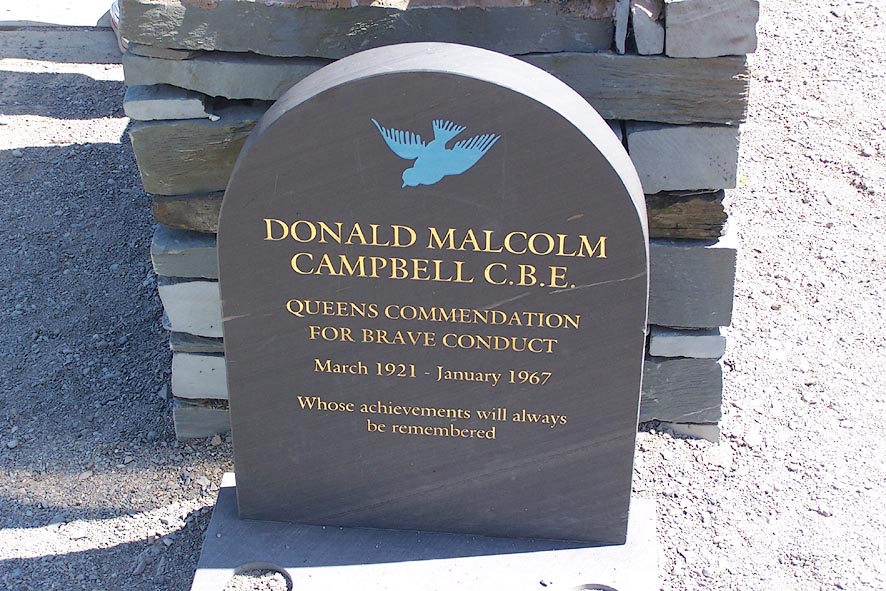 DONALD MALCOLM
CAMPBELL C.B.E.
QUEENS COMMENDATION
FOR BRAVE CONDUCT
March 1921 - January 1967
Whose achievements will always
be remembered